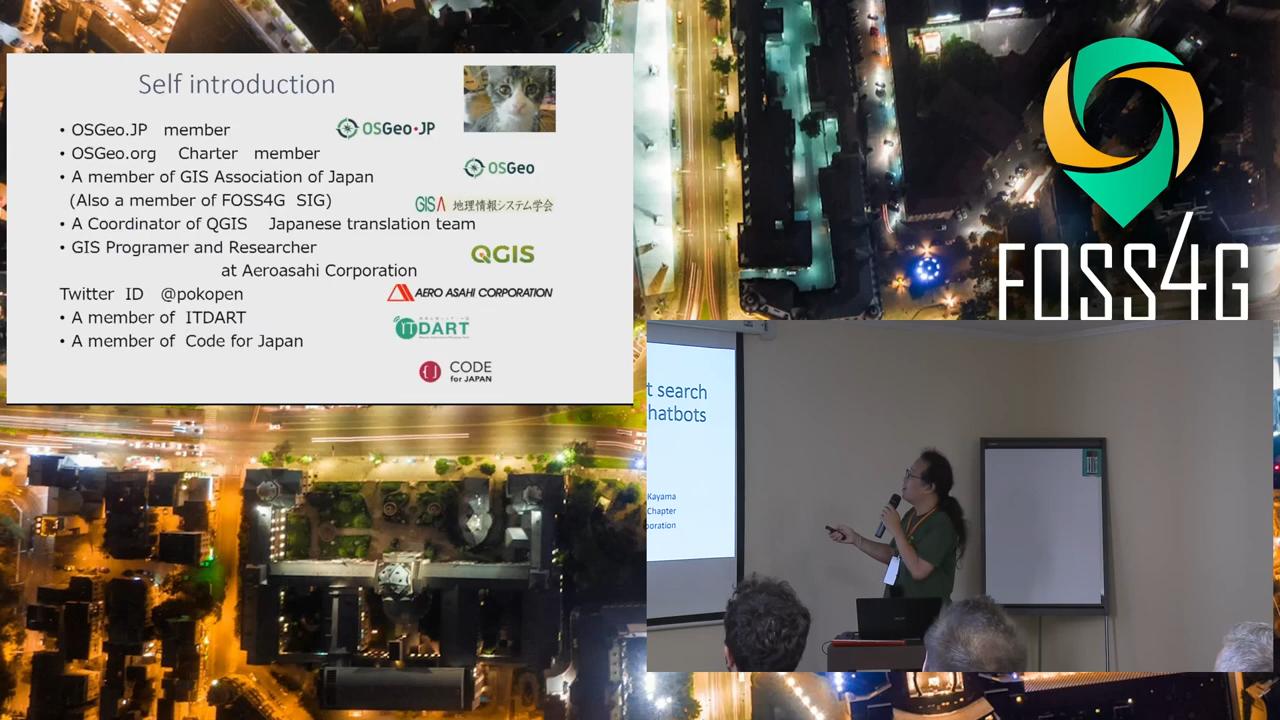 Self introduction
• OSGeo.JP member
OSGeo•JP
• OSGeo.org Charter member
OSGeo
• A member of GIS Association of Japan
(Also a member of FOSS4G SIG)
GISA 地理情報システム学会
• A Coordinator of QGIS Japanese translation team
• GIS Programer and Researcher
QGIS
at Aeroasahi Corporation
Twitter ID @pokopen
AERO ASAHI CORPORATION
• A member of ITDART
ITDART
• A member of Code for Japan
CODE
for JAPAN
FOSS4G
t search
hatbots
Kayama
Chapter
oration